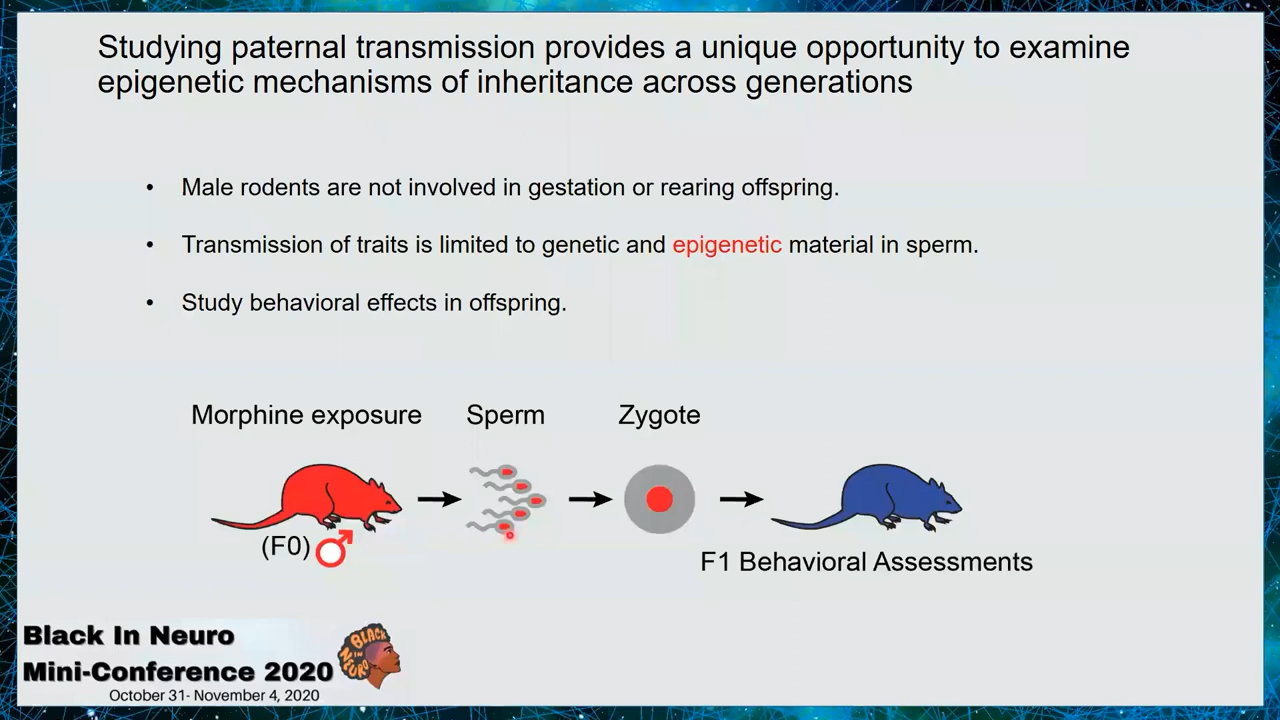 Studying paternal transmission provides a unique opportunity to examine
epigenetic mechanisms of inheritance across generations
• Male rodents are not involved in gestation or rearing offspring.
• Transmission of traits is limited to genetic and epigenetic material in sperm.
• Study behavioral effects in offspring.
Morphine exposure
Sperm
Zygote
(F0)
F1 Behavioral Assessments
Black In Neuro
Mini-Conference 2020
October 31- November 4, 2020
BLACK
IN
NEURO